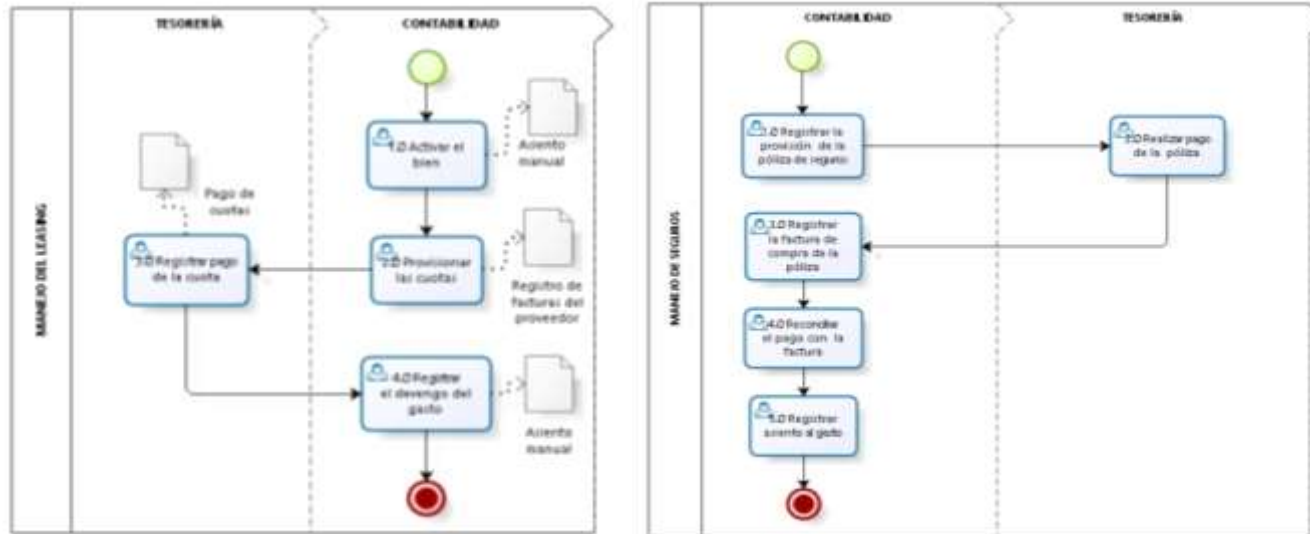 TESORERÍA
CONTABILIDAD
MANEJO DEL LEASING
1.0 Activar el
bien
Asiento
manual
2.0 Provisionar
las cuotas
Registro de
facturas del
proveedor
Pago de
cuotas
3.0 Registrar pago
de la cuota
4.0 Registrar
el devengo del
gasto
Asiento
manual
CONTABILIDAD
TESORERÍA
MANEJO DE SEGUROS
1.0 Registrar la
provisión de la
póliza de seguro
2.0 Realizar pago
de la póliza
3.0 Registrar
la factura de
compra de la
póliza
4.0 Reconciliar
el pago con la
factura
5.0 Registrar
asiento al gasto